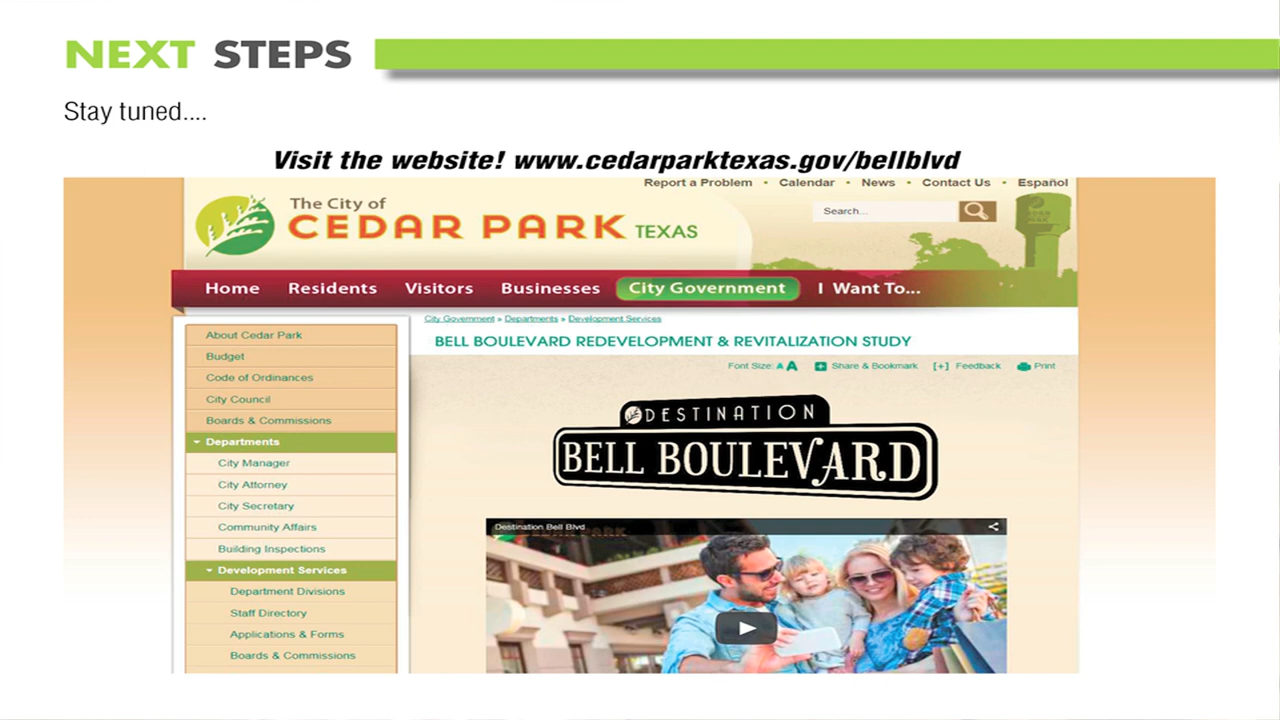 NEXT STEPS
Stay tuned....
Visit the website! www.cedarparktexas.gov/bellblvd
Report a Problem • Calendar • News • Contact Us • Español
The City of
CEDAR PARK TEXAS
Search...
Home Residents Visitors Businesses City Government I Want To...
City Government » Departments » Development Services
BELL BOULEVARD REDEVELOPMENT & REVITALIZATION STUDY
Font Size: A A Share & Bookmark [+] Feedback Print
About Cedar Park
Budget
Code of Ordinances
City Council
Boards & Commissions
Departments
City Manager
City Attorney
City Secretary
Community Affairs
Building Inspections
Development Services
Department Divisions
Staff Directory
Applications & Forms
Boards & Commissions
DESTINATION
BELL BOULEVARD
Destination Bell Blvd